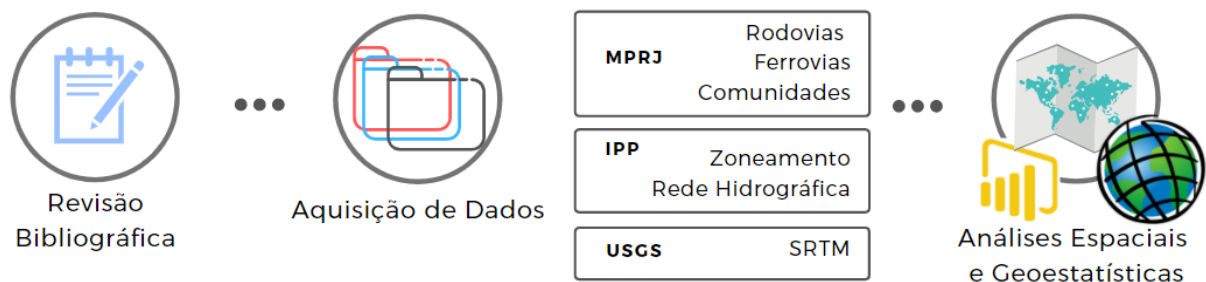 Revisão
Bibliográfica
Aquisição de Dados
MPRJ
Rodovias
Ferrovias
Comunidades
IPP
Zoneamento
Rede Hidrográfica
USGS
SRTM
Análises Espaciais
e Geoestatísticas